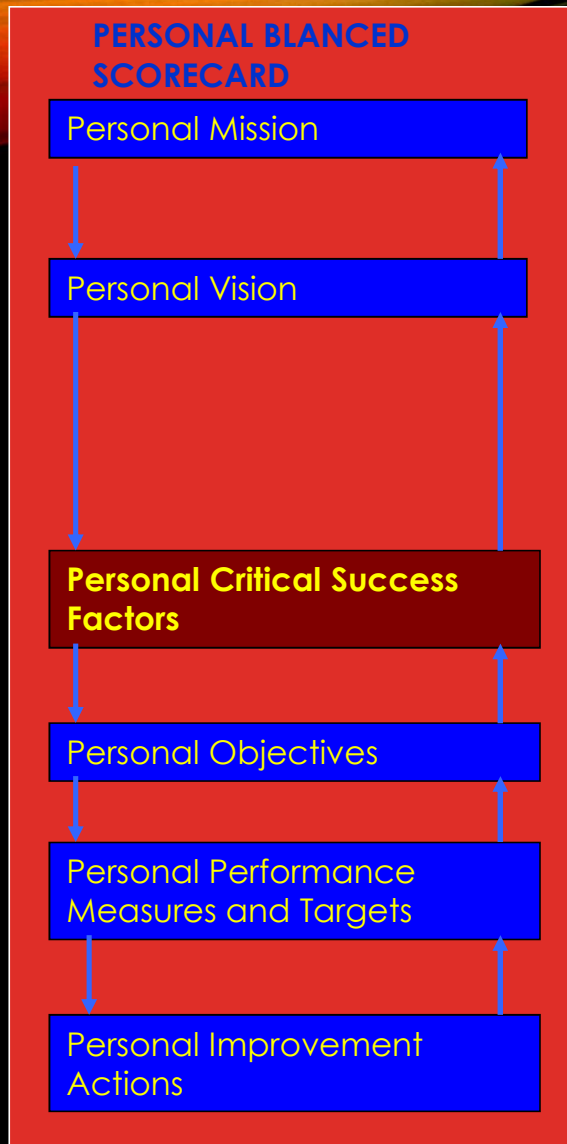 PERSONAL BLANCED
SCORECARD
Personal Mission
Personal Vision
Personal Critical Success
Factors
Personal Objectives
Personal Performance
Measures and Targets
Personal Improvement
Actions